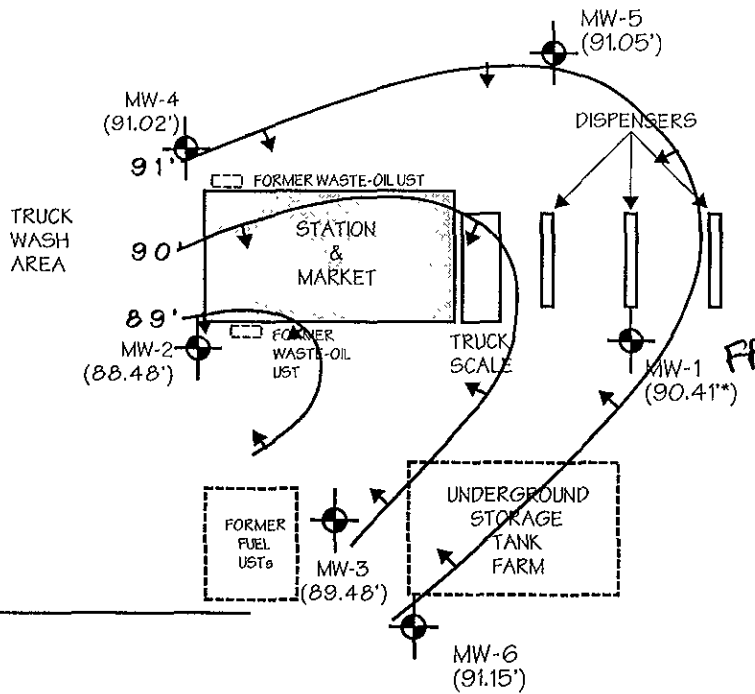 MW-5
(91.05')
MW-4
(91.02')
91'
DISPENSERS
FORMER WASTE-OIL UST
TRUCK
WASH
AREA
STATION
&
MARKET
90'
89'
MW-2
(88.48')
FORMER
WASTE-OIL
UST
TRUCK
SCALE
MW-1
(90.41'*)
FORMER
FUEL
USTs
UNDERGROUND
STORAGE
TANK
FARM
MW-3
(89.48')
MW-6
(91.15')